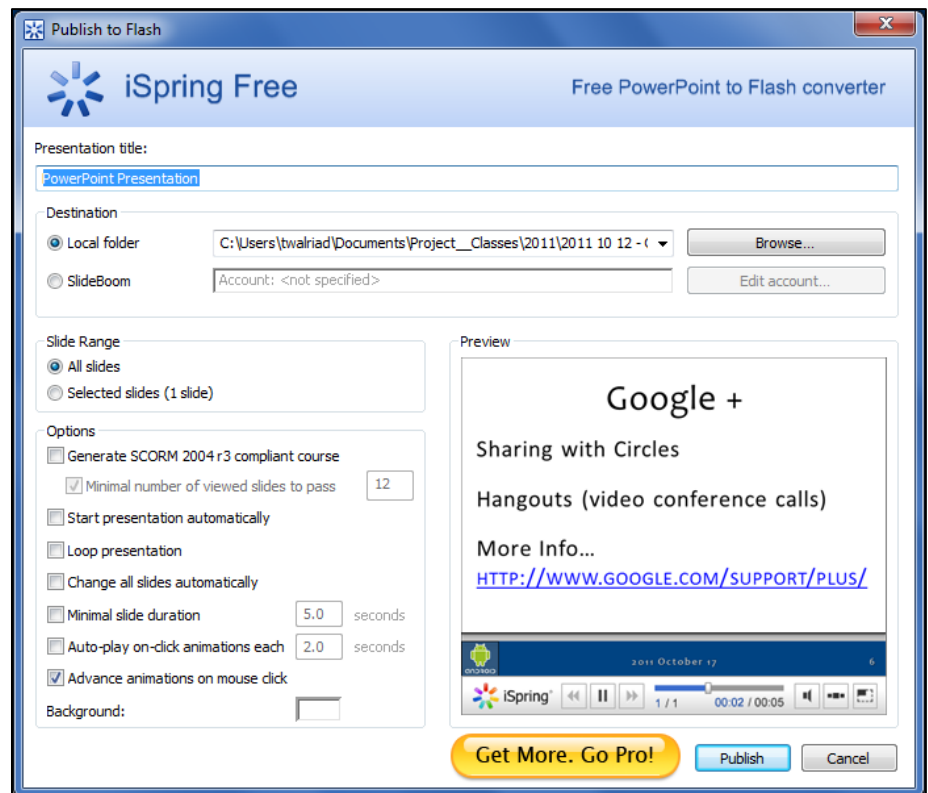 Publish to Flash
iSpring Free
Free PowerPoint to Flash converter
Presentation title:
PowerPoint Presentation
Destination
Local folder
C:\Users\twalriad\Documents\Project__Classes\2011\2011 10 12 - (
Browse...
SlideBoom
Account: <not specified>
Edit account...
Slide Range
All slides
Selected slides (1 slide)
Options
Generate SCORM 2004 r3 compliant course
Minimal number of viewed slides to pass 12
Start presentation automatically
Loop presentation
Change all slides automatically
Minimal slide duration 5.0 seconds
Auto-play on-click animations each 2.0 seconds
Advance animations on mouse click
Background:
Preview
Google +
Sharing with Circles
Hangouts (video conference calls)
More Info...
HTTP://WWW.GOOGLE.COM/SUPPORT/PLUS/
ANDROID
2011 October 17 6
iSpring
1 / 1 00:02 / 00:05
Get More. Go Pro!
Publish
Cancel